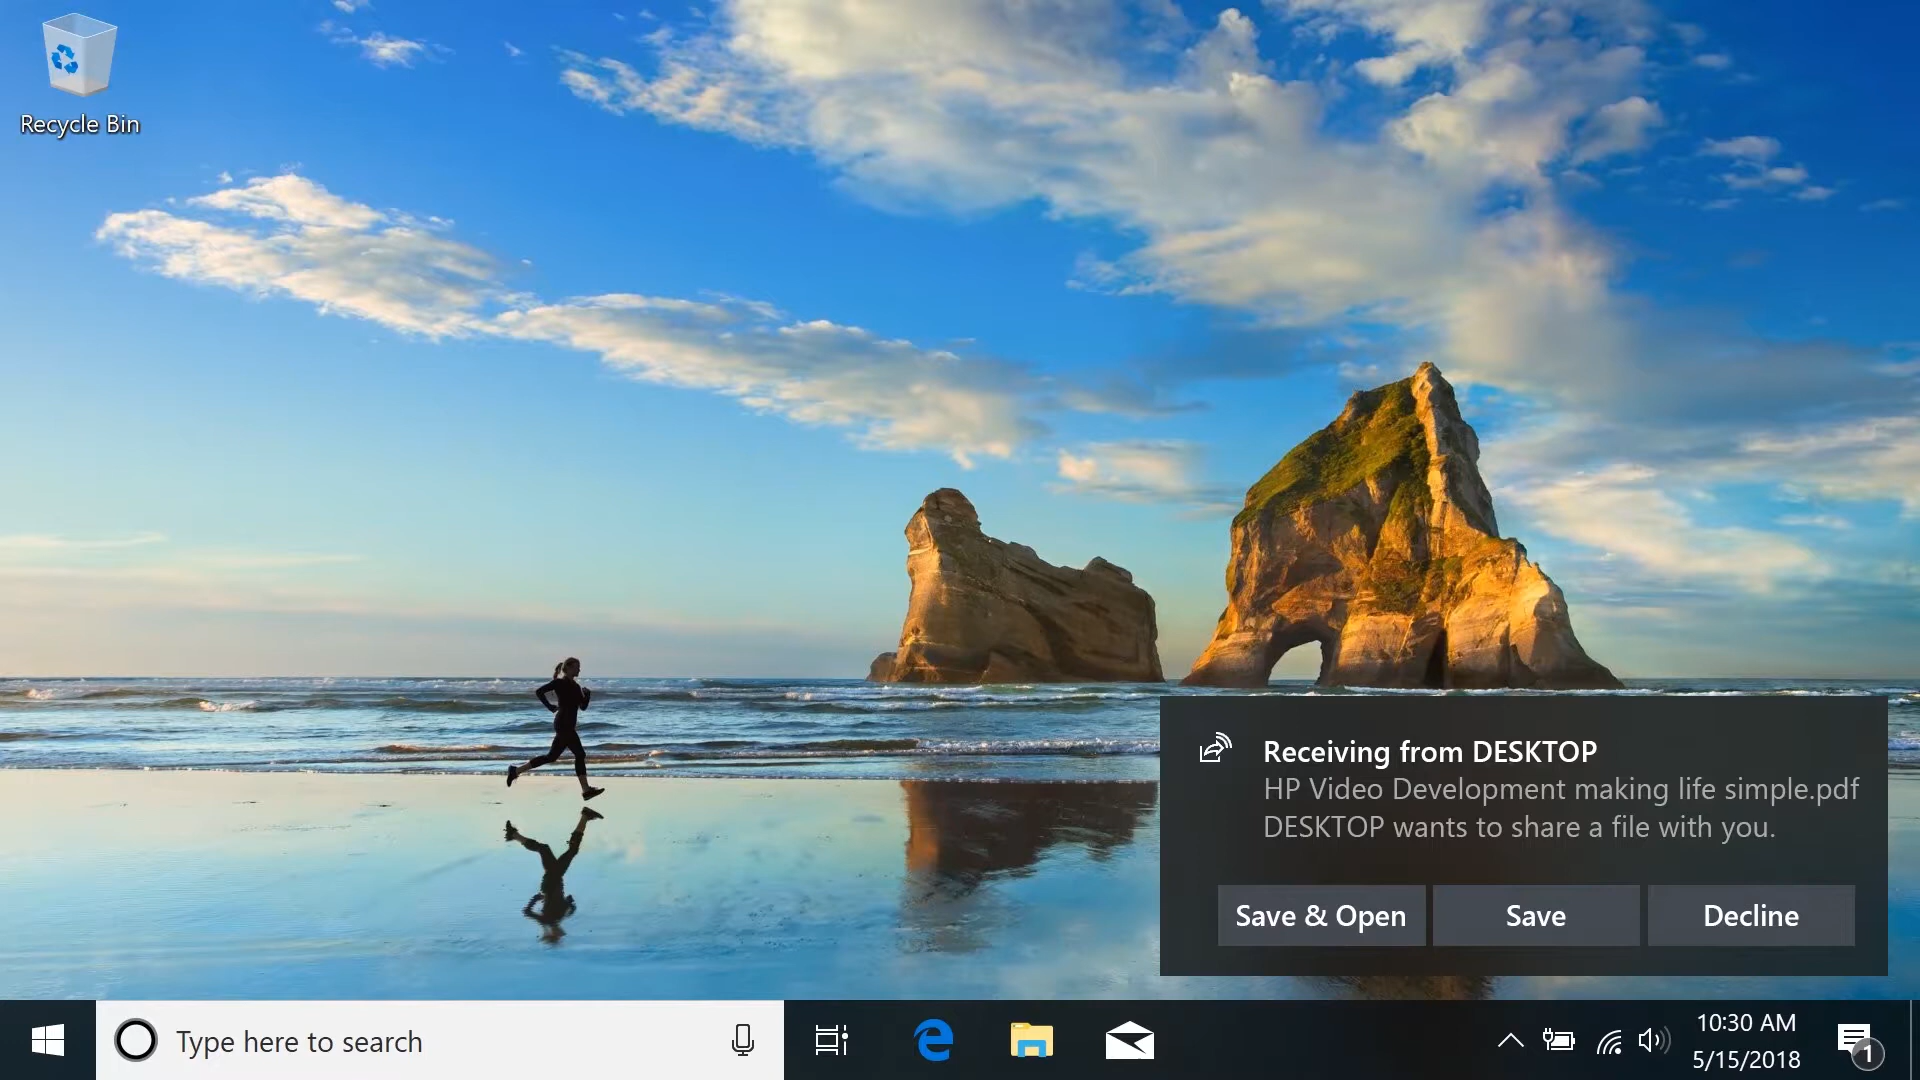 Recycle Bin
Receiving from DESKTOP
HP Video Development making life simple.pdf
DESKTOP wants to share a file with you.
Save & Open
Save
Decline
Type here to search
10:30 AM
5/15/2018
1